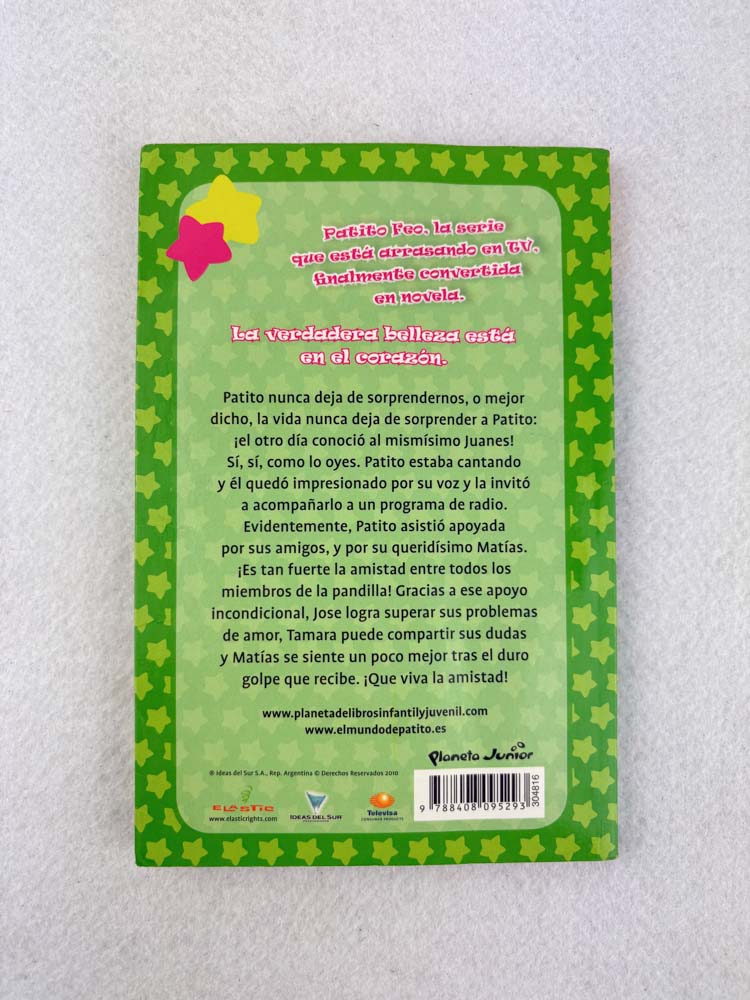 Patito Feo, la serie
que está arrasando en TV,
finalmente convertida
en novela.
La verdadera belleza está
en el corazón.
Patito nunca deja de sorprendernos, o mejor
dicho, la vida nunca deja de sorprender a Patito:
¡el otro día conoció al mismísimo Juanes!
Sí, sí, como lo oyes. Patito estaba cantando
y él quedó impresionado por su voz y la invitó
a acompañarlo a un programa de radio.
Evidentemente, Patito asistió apoyada
por sus amigos, y por su queridísimo Matías.
¡Es tan fuerte la amistad entre todos los
miembros de la pandilla! Gracias a ese apoyo
incondicional, Jose logra superar sus problemas
de amor, Tamara puede compartir sus dudas
y Matías se siente un poco mejor tras el duro
golpe que recibe. ¡Que viva la amistad!
www.planetadelibrosinfantilyjuvenil.com
www.elmundodepatito.es
Planeta Junior
® Ideas del Sur S.A., Rep. Argentina © Derechos Reservados 2010
ELASTIC
www.elasticrights.com
IDEAS DEL SUR
Televisa
CONSUMER PRODUCTS
9 788408 095293
304816